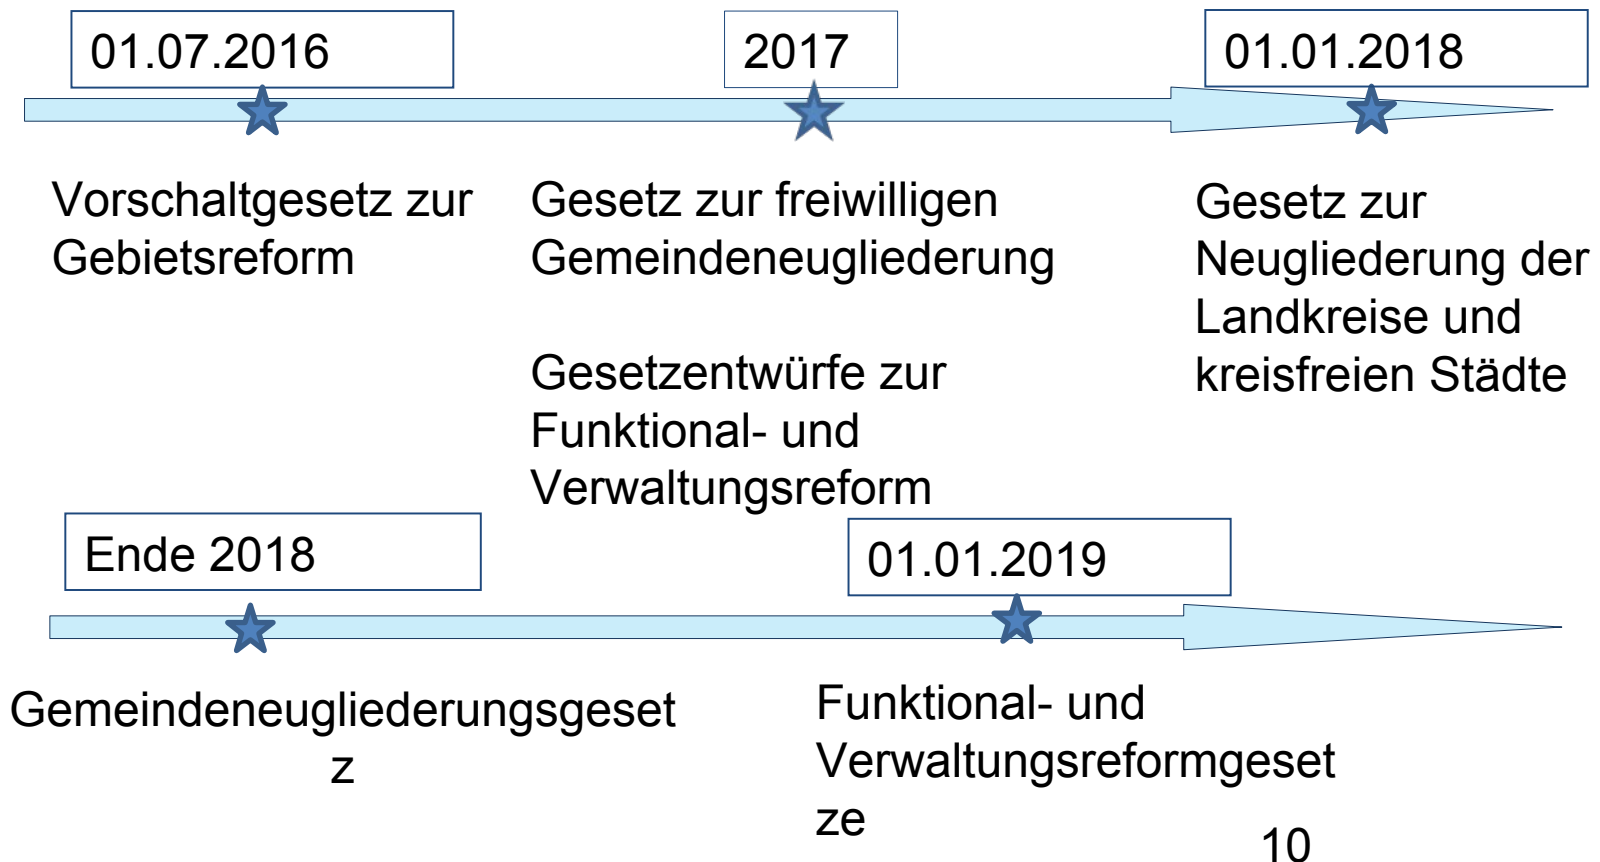 01.07.2016
2017
01.01.2018
Vorschaltgesetz zur
Gebietsreform
Gesetz zur freiwilligen
Gemeindeneugliederung
Gesetzentwürfe zur
Funktional- und
Verwaltungsreform
Gesetz zur
Neugliederung der
Landkreise und
kreisfreien Städte
Ende 2018
01.01.2019
Gemeindeneugliederungsgeset
z
Funktional- und
Verwaltungsreformgeset
ze
10